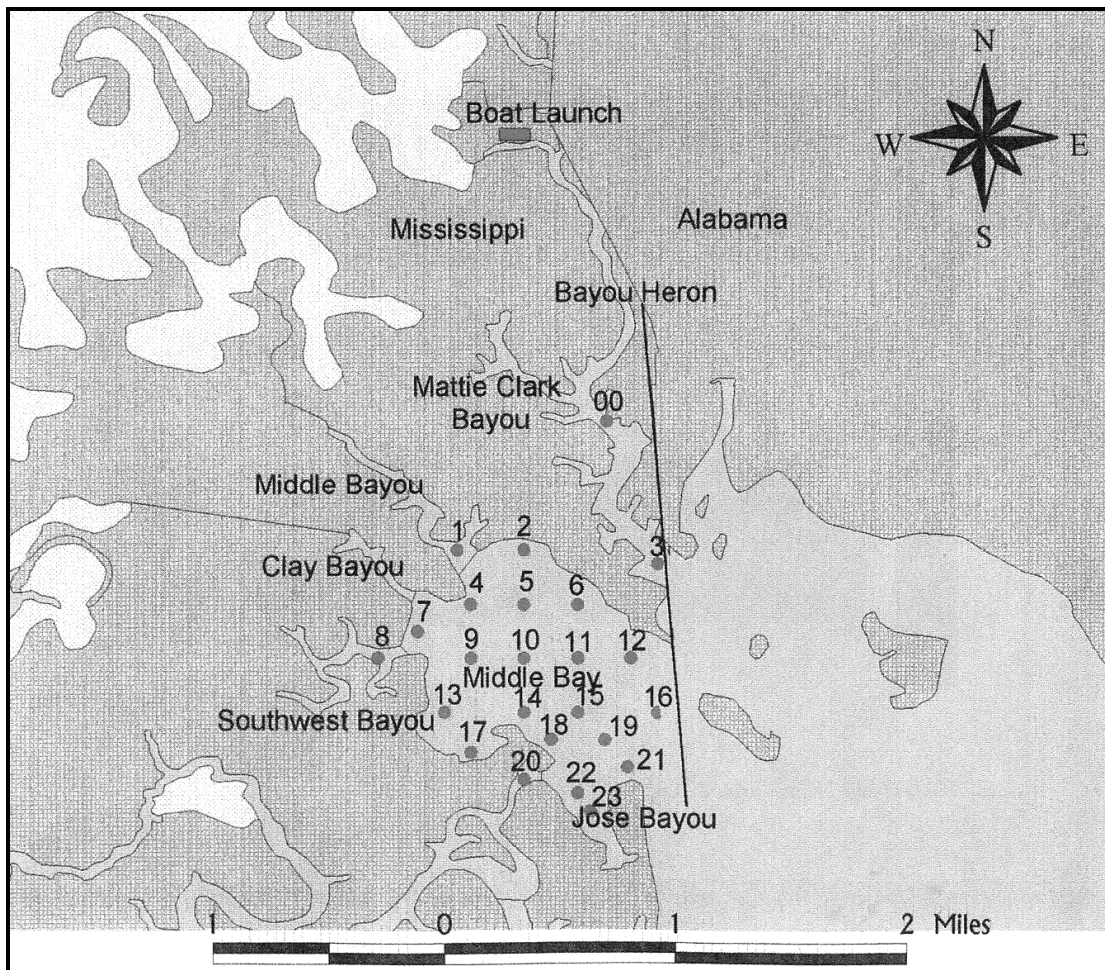 N
Boat Launch
W
E
Mississippi
Alabama
S
Bayou Heron
Mattie Clark
Bayou
00
Middle Bayou
1
2
3
Clay Bayou
4
5
6
7
8
9
10
11
12
Middle Bay
13
14
15
16
Southwest Bayou
17
18
19
20
21
22
23
Jose Bayou
1
0
1
2 Miles